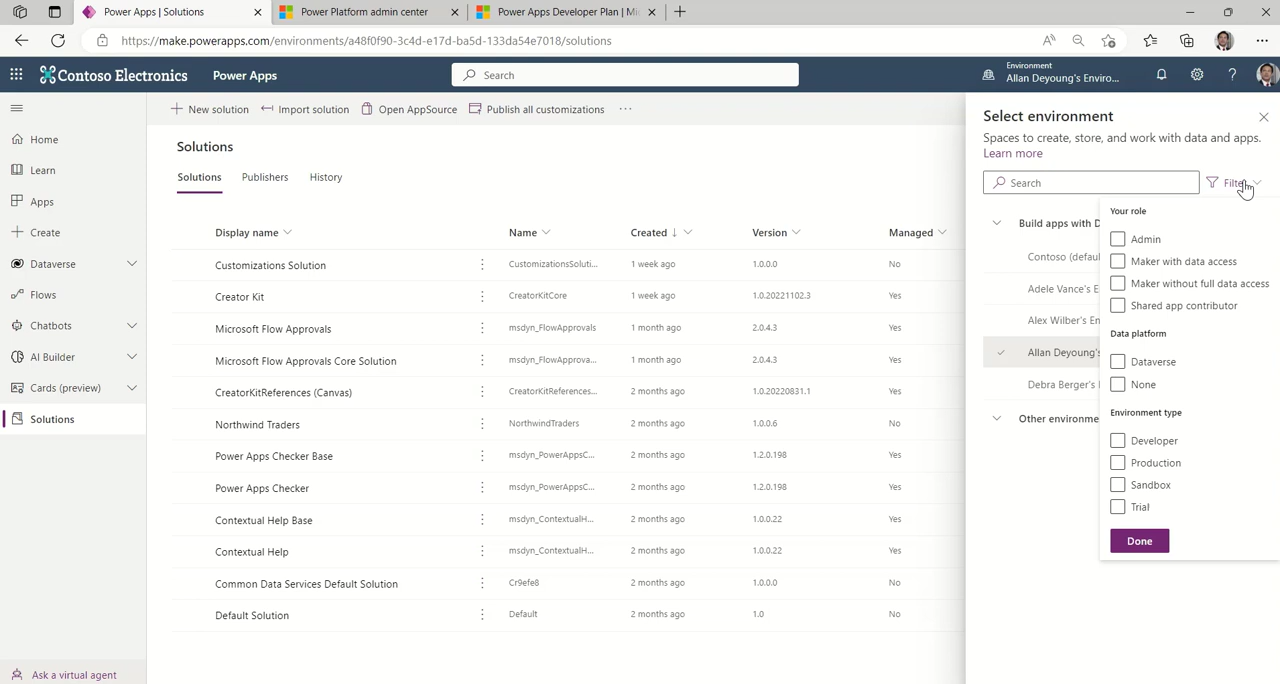 Power Apps | Solutions
Power Platform admin center
Power Apps Developer Plan | Mi
https://make.powerapps.com/environments/a48f0f90-3c4d-e17d-ba5d-133da54e7018/solutions
Contoso Electronics
Power Apps
Search
Environment
Allan Deyoung's Enviro...
New solution
Import solution
Open AppSource
Publish all customizations
Home
Learn
Apps
Create
Dataverse
Flows
Chatbots
AI Builder
Cards (preview)
Solutions
Ask a virtual agent
Solutions
Solutions
Publishers
History
Display name
Name
Created
Version
Managed
Customizations Solution
CustomizationsSoluti...
1 week ago
1.0.0.0
No
Creator Kit
CreatorKitCore
1 week ago
1.0.20221102.3
Yes
Microsoft Flow Approvals
msdyn_FlowApprovals
1 month ago
2.0.4.3
Yes
Microsoft Flow Approvals Core Solution
msdyn_FlowApprova...
1 month ago
2.0.4.3
Yes
CreatorKitReferences (Canvas)
CreatorKitReferences...
2 months ago
1.0.20220831.1
Yes
Northwind Traders
NorthwindTraders
2 months ago
1.0.0.6
No
Power Apps Checker Base
msdyn_PowerAppsC...
2 months ago
1.2.0.198
Yes
Power Apps Checker
msdyn_PowerAppsC...
2 months ago
1.2.0.198
Yes
Contextual Help Base
msdyn_ContextualH...
2 months ago
1.0.0.22
Yes
Contextual Help
msdyn_ContextualH...
2 months ago
1.0.0.22
Yes
Common Data Services Default Solution
Cr9efe8
2 months ago
1.0.0.0
No
Default Solution
Default
2 months ago
1.0
No
Select environment
Spaces to create, store, and work with data and apps.
Learn more
Search
Filter
Build apps with D
Contoso (defau
Adele Vance's E
Alex Wilber's En
Allan Deyoung's
Debra Berger's
Other environme
Your role
Admin
Maker with data access
Maker without full data access
Shared app contributor
Data platform
Dataverse
None
Environment type
Developer
Production
Sandbox
Trial
Done